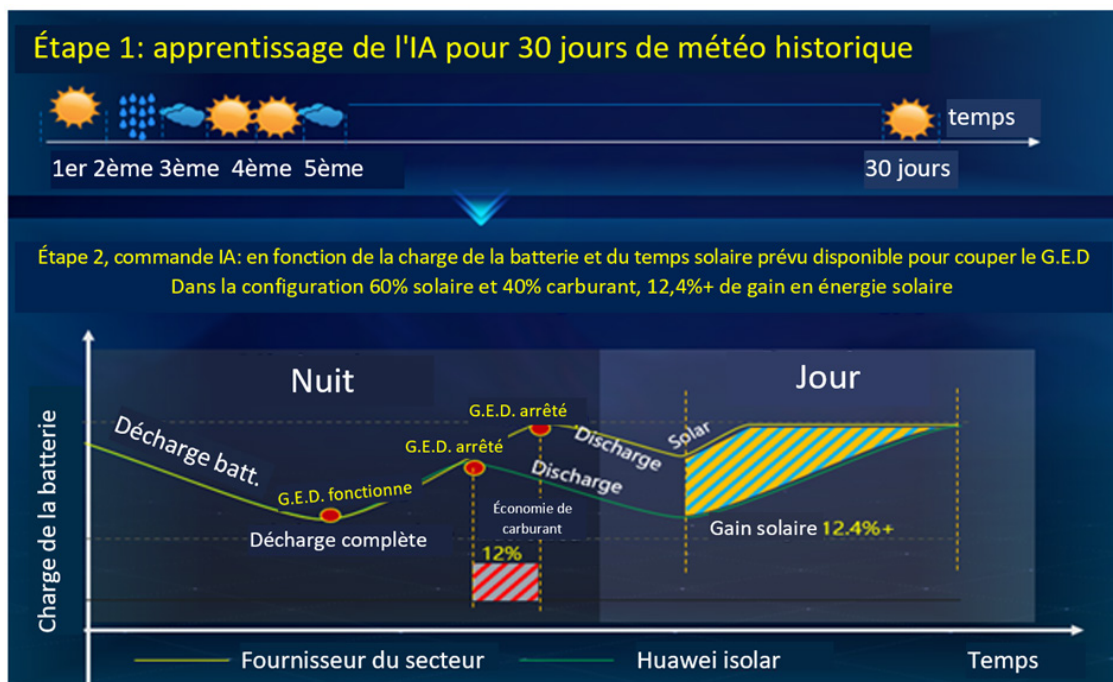 Étape 1: apprentissage de l'IA pour 30 jours de météo historique
temps
1er 2ème 3ème 4ème 5ème
30 jours
Étape 2, commande IA: en fonction de la charge de la batterie et du temps solaire prévu disponible pour couper le G.E.D
Dans la configuration 60% solaire et 40% carburant, 12,4%+ de gain en énergie solaire
Charge de la batterie
Nuit
Jour
Décharge batt.
G.E.D. fonctionne
Décharge complète
G.E.D. arrêté
G.E.D. arrêté
Discharge
Discharge
Solar
Économie de
carburant
12%
Gain solaire 12.4%+
Fournisseur du secteur
Huawei isolar
Temps